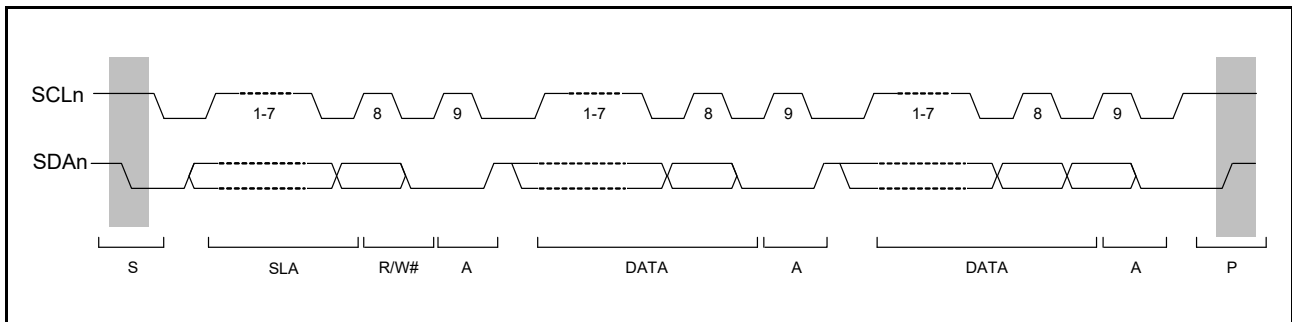 SCLn
1-7 8 9 1-7 8 9 1-7 8 9
SDAn
S SLA R/W# A DATA A DATA A P